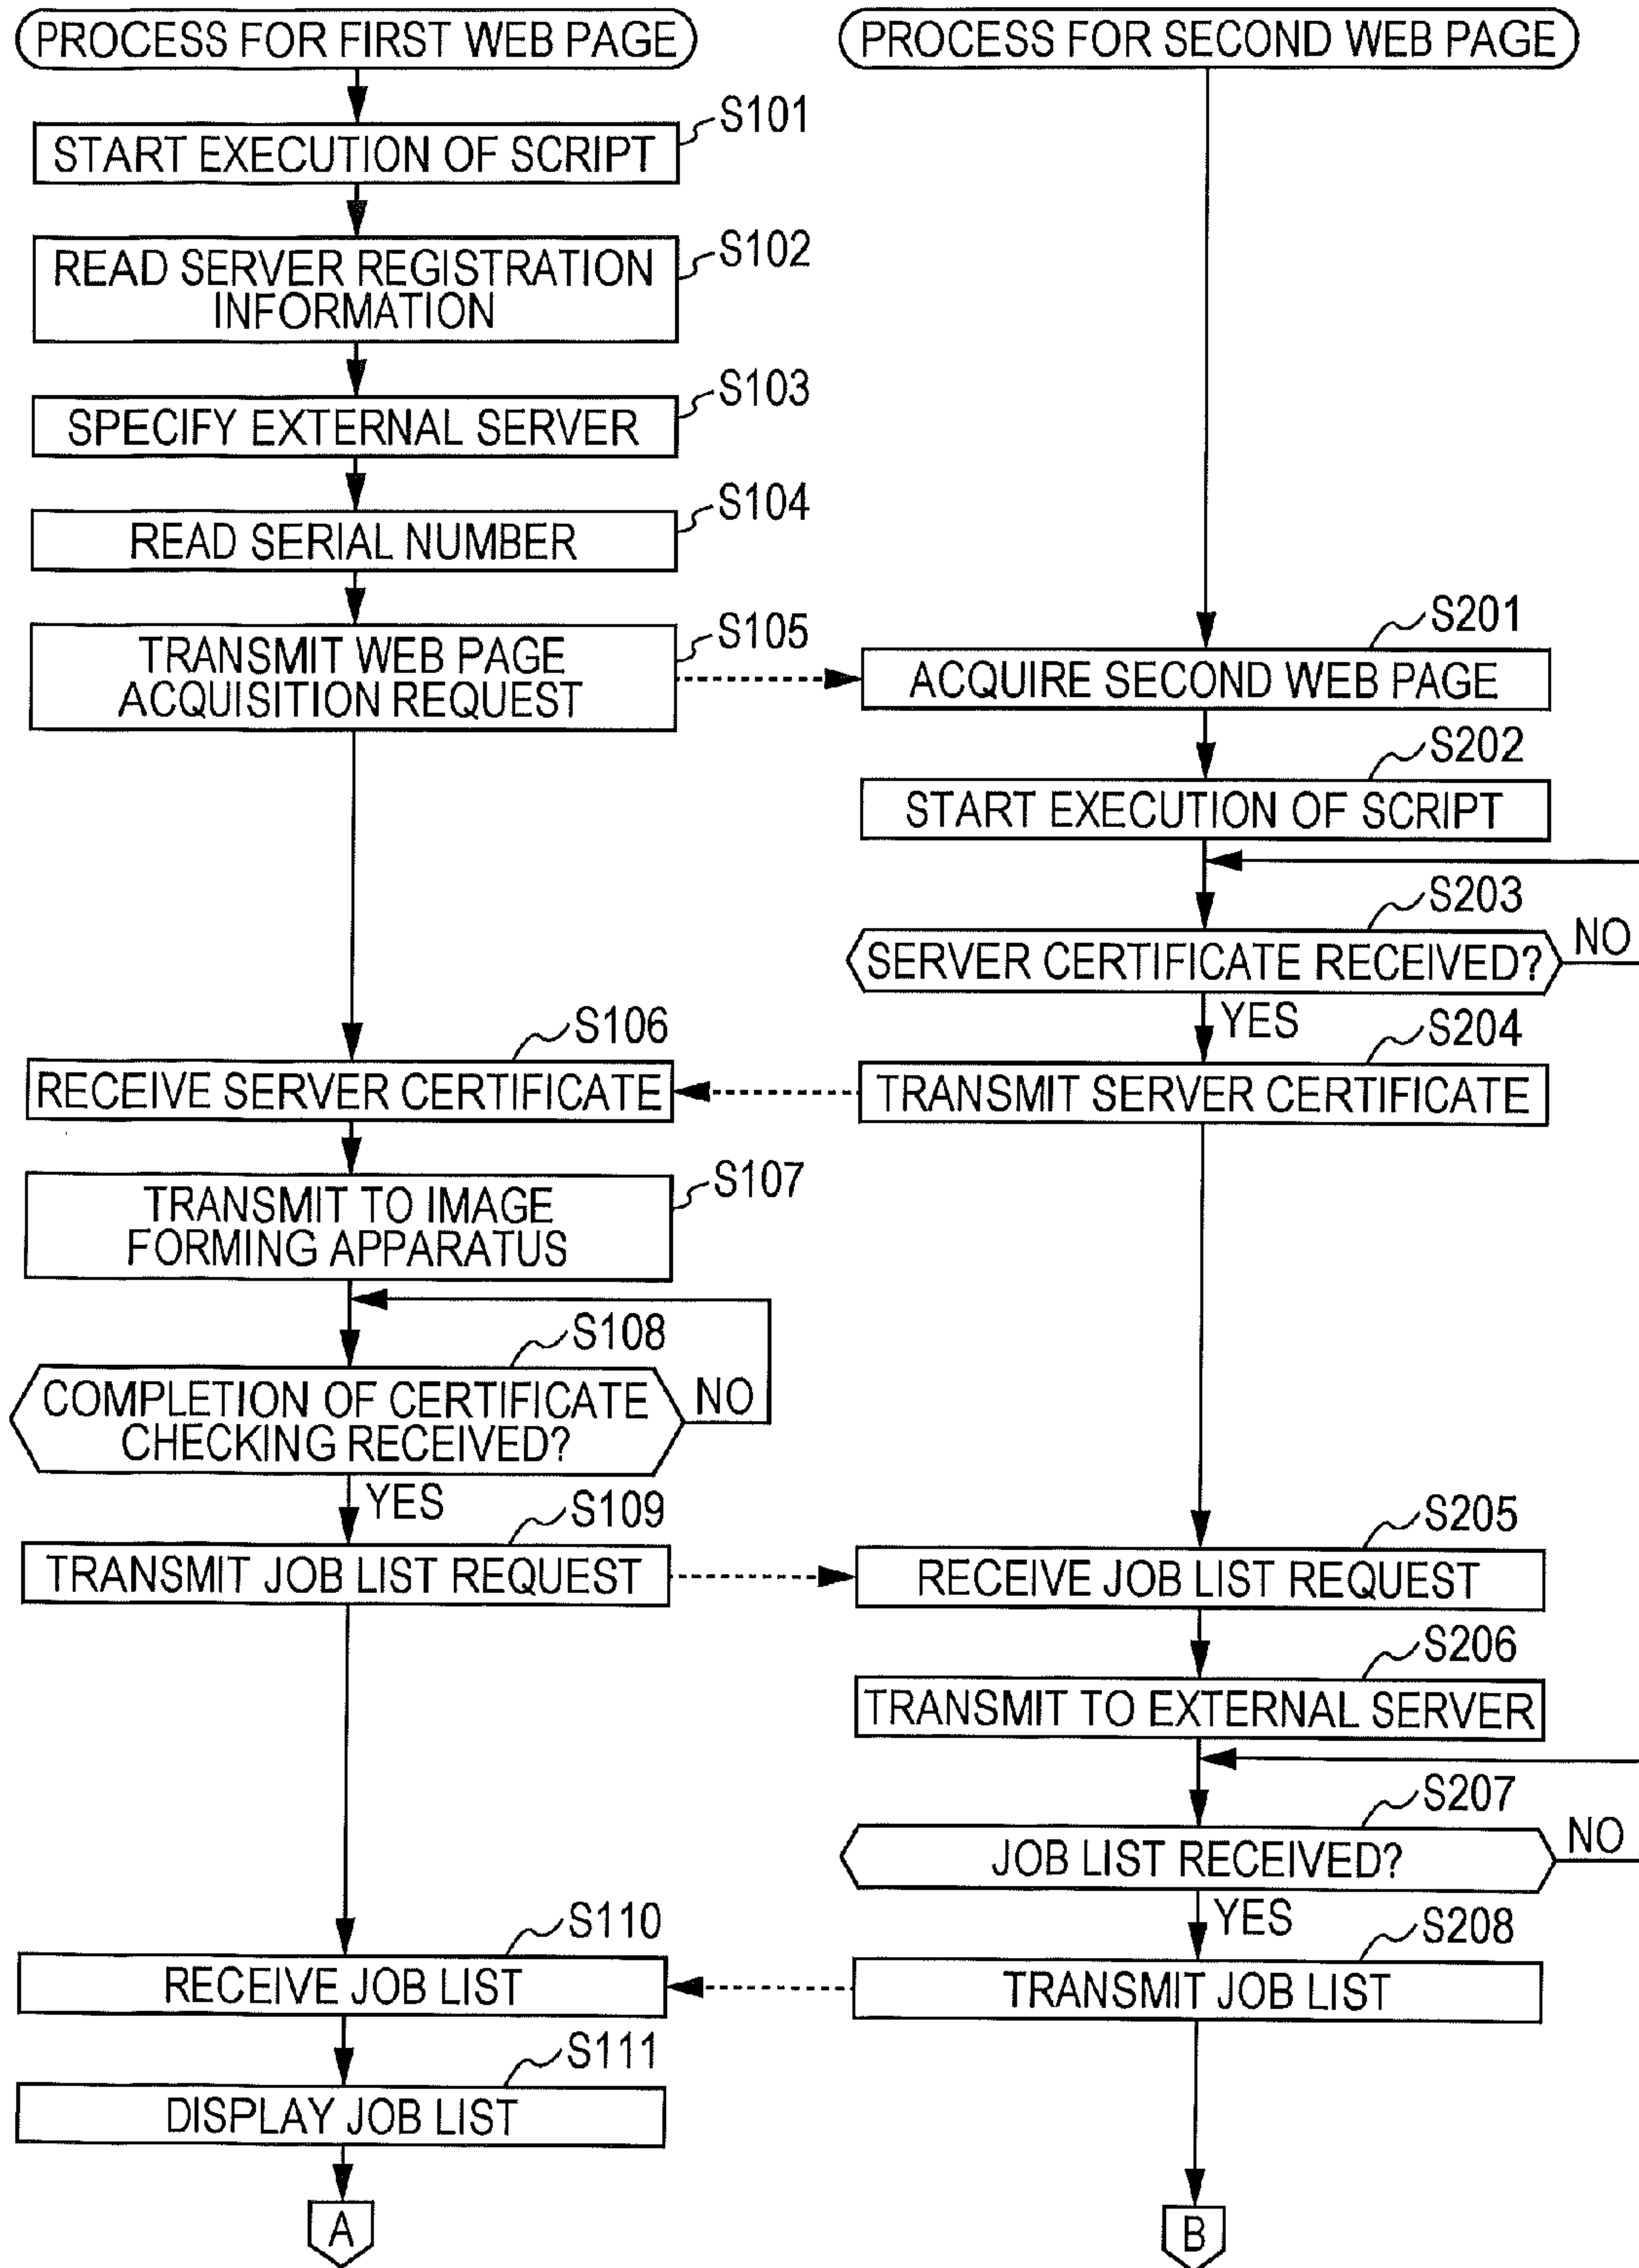 PROCESS FOR FIRST WEB PAGE
S101
START EXECUTION OF SCRIPT
S102
READ SERVER REGISTRATION
INFORMATION
S103
SPECIFY EXTERNAL SERVER
S104
READ SERIAL NUMBER
S105
TRANSMIT WEB PAGE
ACQUISITION REQUEST
S106
RECEIVE SERVER CERTIFICATE
S107
TRANSMIT TO IMAGE
FORMING APPARATUS
S108
COMPLETION OF CERTIFICATE
CHECKING RECEIVED?
NO
YES
S109
TRANSMIT JOB LIST REQUEST
S110
RECEIVE JOB LIST
S111
DISPLAY JOB LIST
A
PROCESS FOR SECOND WEB PAGE
S201
ACQUIRE SECOND WEB PAGE
S202
START EXECUTION OF SCRIPT
S203
SERVER CERTIFICATE RECEIVED?
NO
YES
S204
TRANSMIT SERVER CERTIFICATE
S205
RECEIVE JOB LIST REQUEST
S206
TRANSMIT TO EXTERNAL SERVER
S207
JOB LIST RECEIVED?
NO
YES
S208
TRANSMIT JOB LIST
B